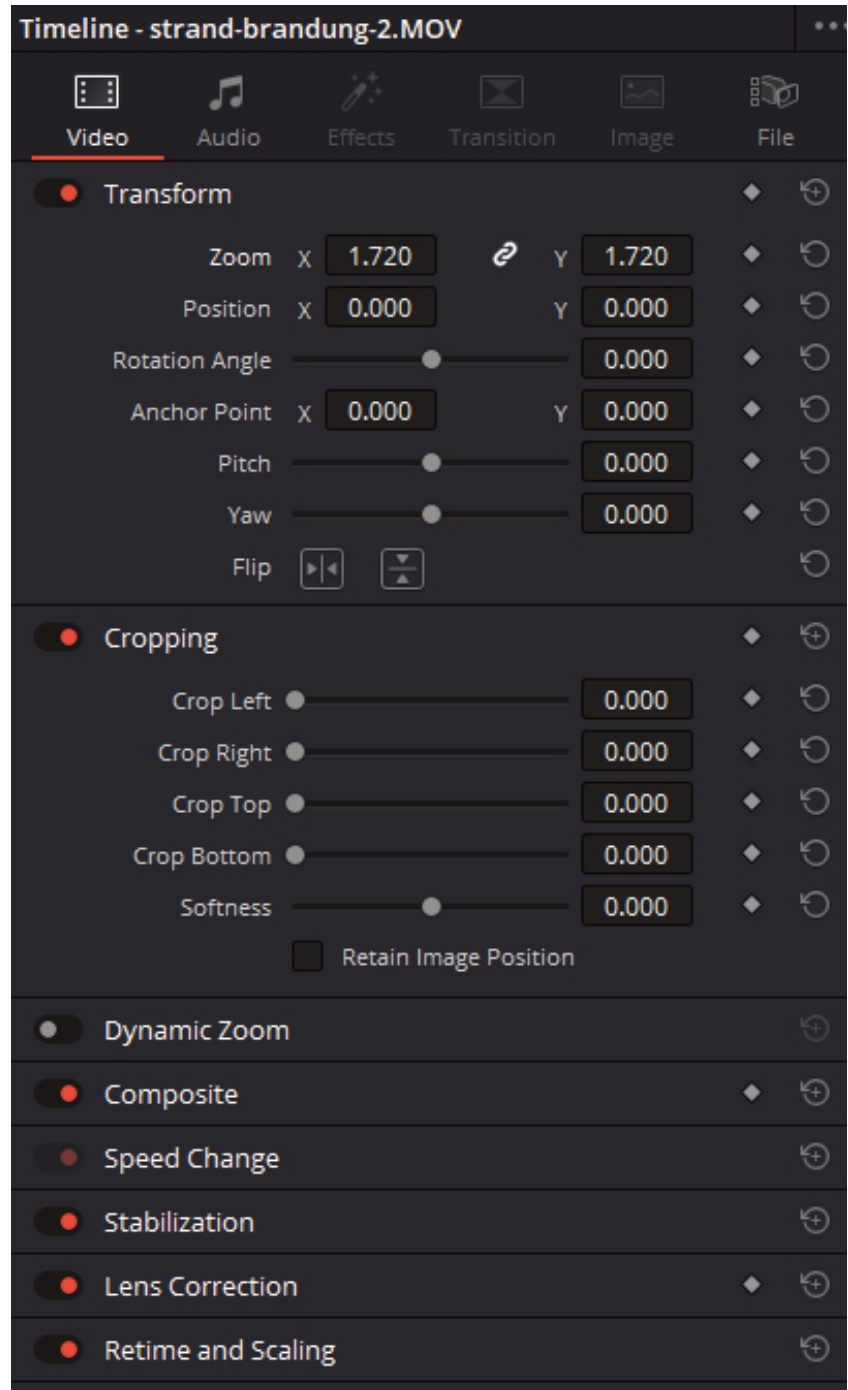 Timeline - strand-brandung-2.MOV
Video Audio Effects Transition Image File
Transform
Zoom X 1.720 Y 1.720
Position X 0.000 Y 0.000
Rotation Angle 0.000
Anchor Point X 0.000 Y 0.000
Pitch 0.000
Yaw 0.000
Flip
Cropping
Crop Left 0.000
Crop Right 0.000
Crop Top 0.000
Crop Bottom 0.000
Softness 0.000
Retain Image Position
Dynamic Zoom
Composite
Speed Change
Stabilization
Lens Correction
Retime and Scaling